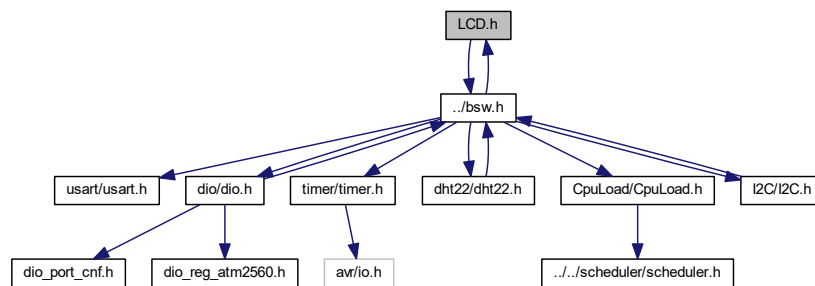 LCD.h
../bsw.h
usart/usart.h
dio/dio.h
timer/timer.h
dht22/dht22.h
CpuLoad/CpuLoad.h
I2C/I2C.h
dio_port_cnf.h
dio_reg_atm2560.h
avr/io.h
../../scheduler/scheduler.h